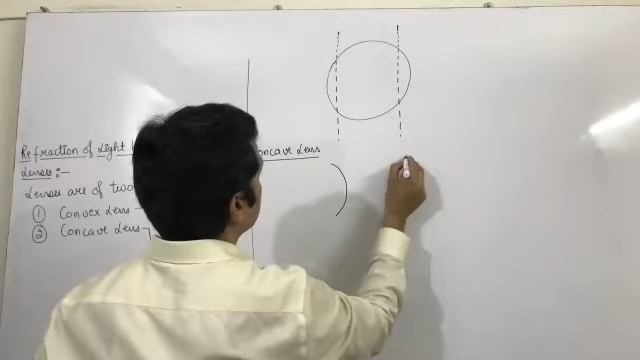 Refraction of Light
Concave Lens
Lenses :-
Lenses are of two
① Convex Lens
② Concave Lens